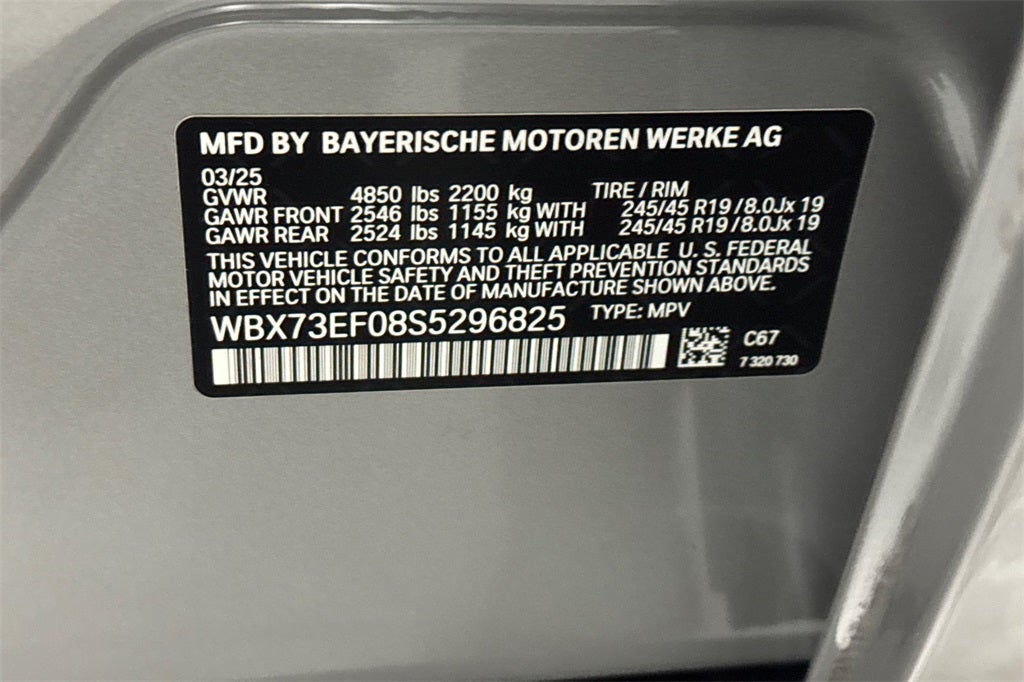 MFD BY BAYERISCHE MOTOREN WERKE AG
03/25
GVWR 4850 lbs 2200 kg TIRE / RIM
GAWR FRONT 2546 lbs 1155 kg WITH 245/45 R19 / 8.0Jx 19
GAWR REAR 2524 lbs 1145 kg WITH 245/45 R19 / 8.0Jx 19
THIS VEHICLE CONFORMS TO ALL APPLICABLE U. S. FEDERAL
MOTOR VEHICLE SAFETY AND THEFT PREVENTION STANDARDS
IN EFFECT ON THE DATE OF MANUFACTURE SHOWN ABOVE.
WBX73EF08S5296825 TYPE: MPV
C67
7 320 730